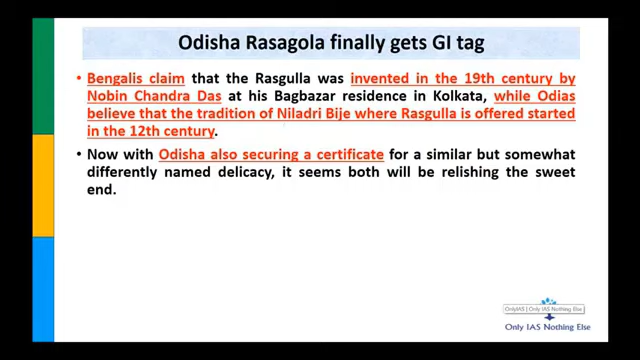 Odisha Rasagola finally gets GI tag
• Bengalis claim that the Rasgulla was invented in the 19th century by
Nobin Chandra Das at his Bagbazar residence in Kolkata, while Odias
believe that the tradition of Niladri Bije where Rasgulla is offered started
in the 12th century.
• Now with Odisha also securing a certificate for a similar but somewhat
differently named delicacy, it seems both will be relishing the sweet
end.
OnlyIAS | Only IAS Nothing Else
Only IAS Nothing Else